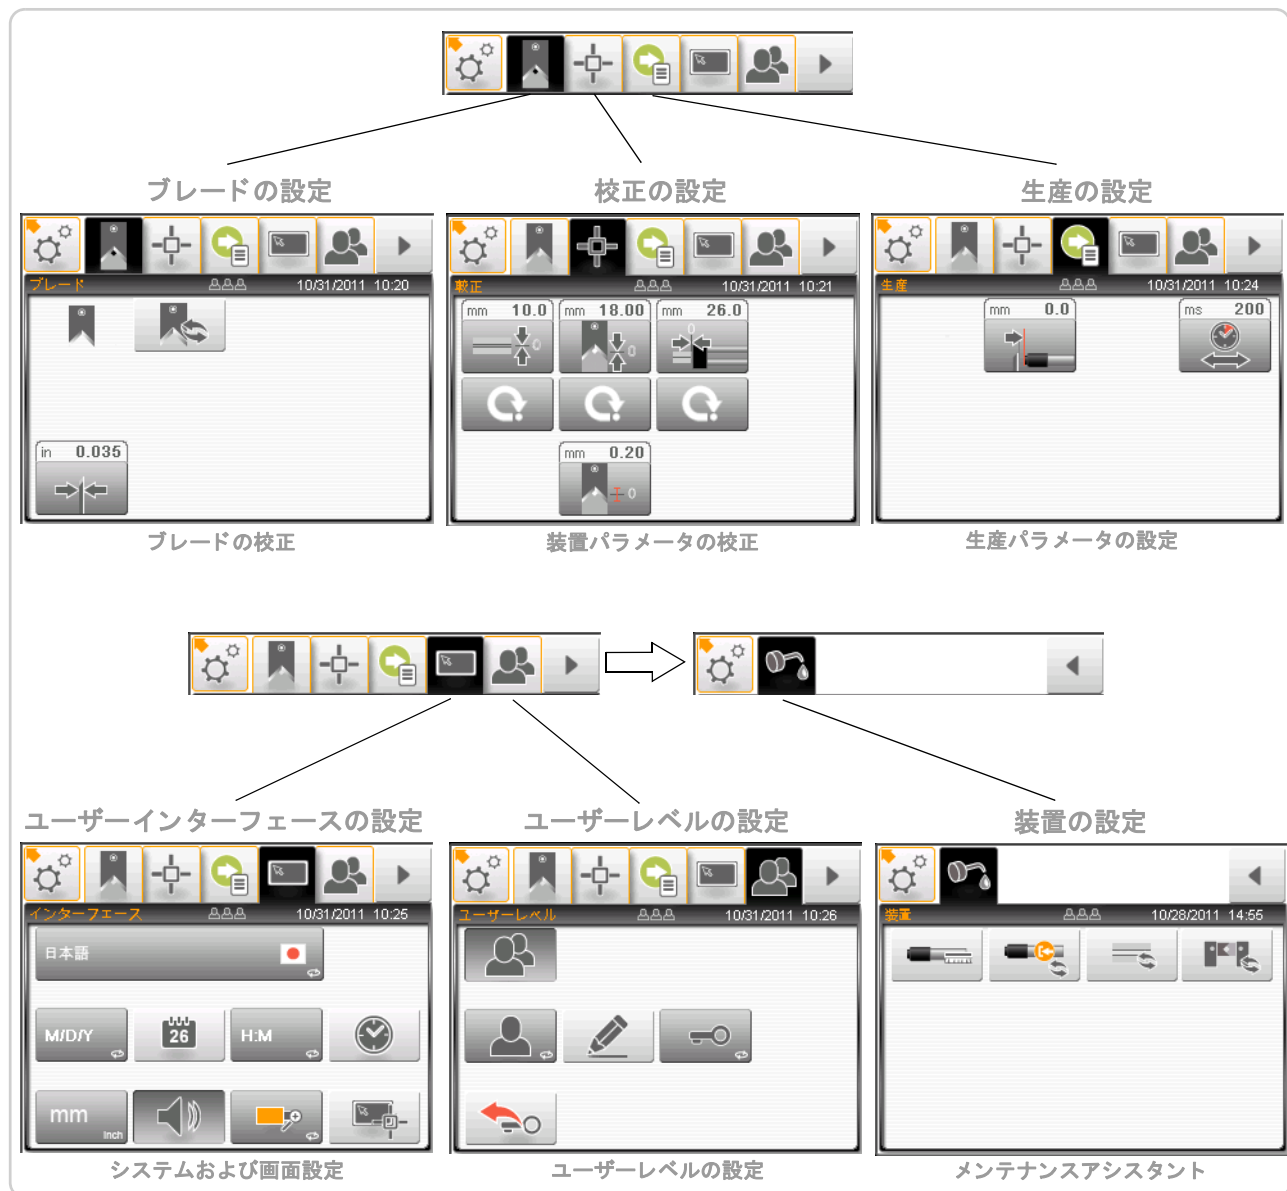 ブレードの設定
校正の設定
生産の設定
ブレード 10/31/2011 10:20
in 0.035
較正 10/31/2011 10:21
mm 10.0
mm 18.00
mm 26.0
0
0
0
mm 0.20
0
生産 10/31/2011 10:24
mm 0.0
ms 200
ブレードの校正
装置パラメータの校正
生産パラメータの設定
ユーザーインターフェースの設定
ユーザーレベルの設定
装置の設定
インターフェース 10/31/2011 10:25
日本語
M/D/Y
26
H:M
mm
inch
ユーザーレベル 10/31/2011 10:26
装置 10/28/2011 14:55
システムおよび画面設定
ユーザーレベルの設定
メンテナンスアシスタント